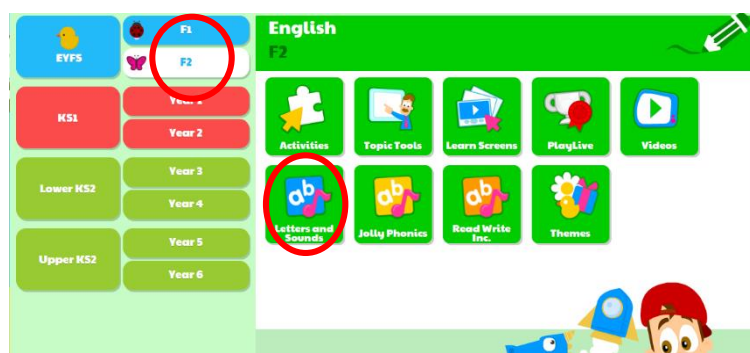 EYFS
F1
F2
KS1
Year 1
Year 2
Lower KS2
Year 3
Year 4
Upper KS2
Year 5
Year 6
English
F2
Activities
Topic Tools
Learn Screens
PlayLive
Videos
ab
Letters and
Sounds
ab
Jolly Phonics
ab
Read Write
Inc.
Themes